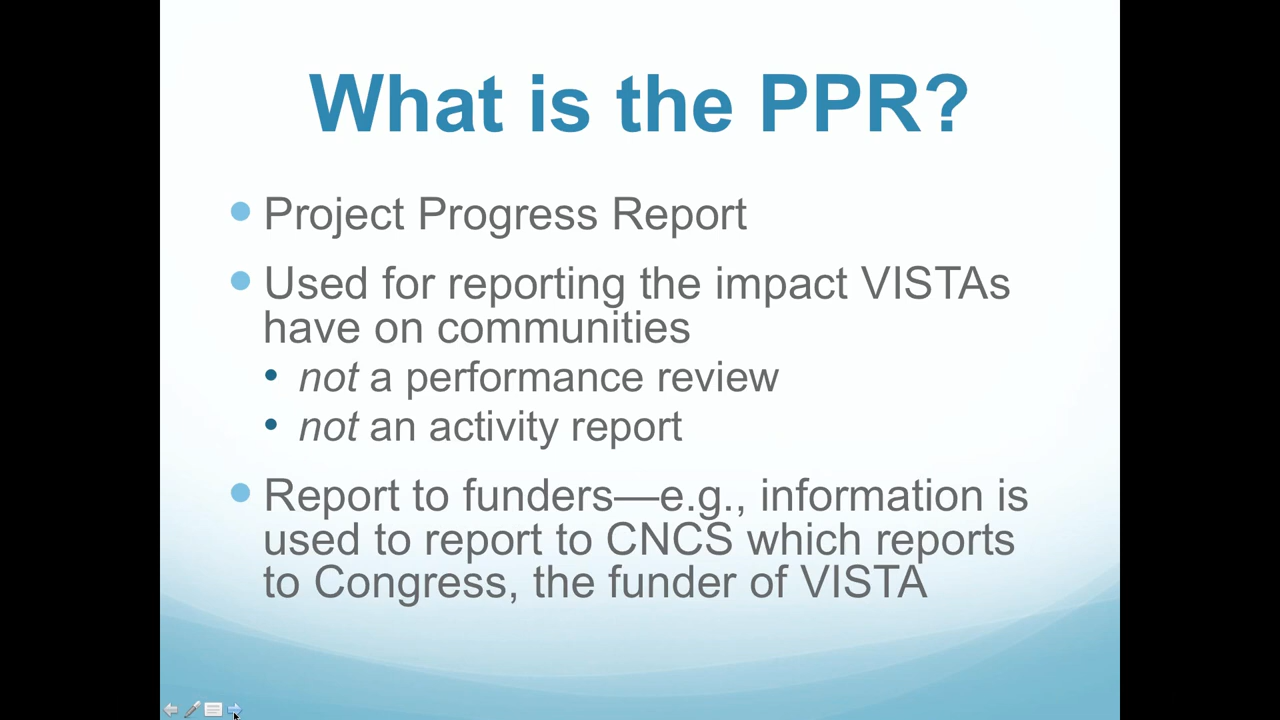 What is the PPR?
Project Progress Report
Used for reporting the impact VISTAs
have on communities
not a performance review
not an activity report
Report to funders—e.g., information is
used to report to CNCS which reports
to Congress, the funder of VISTA